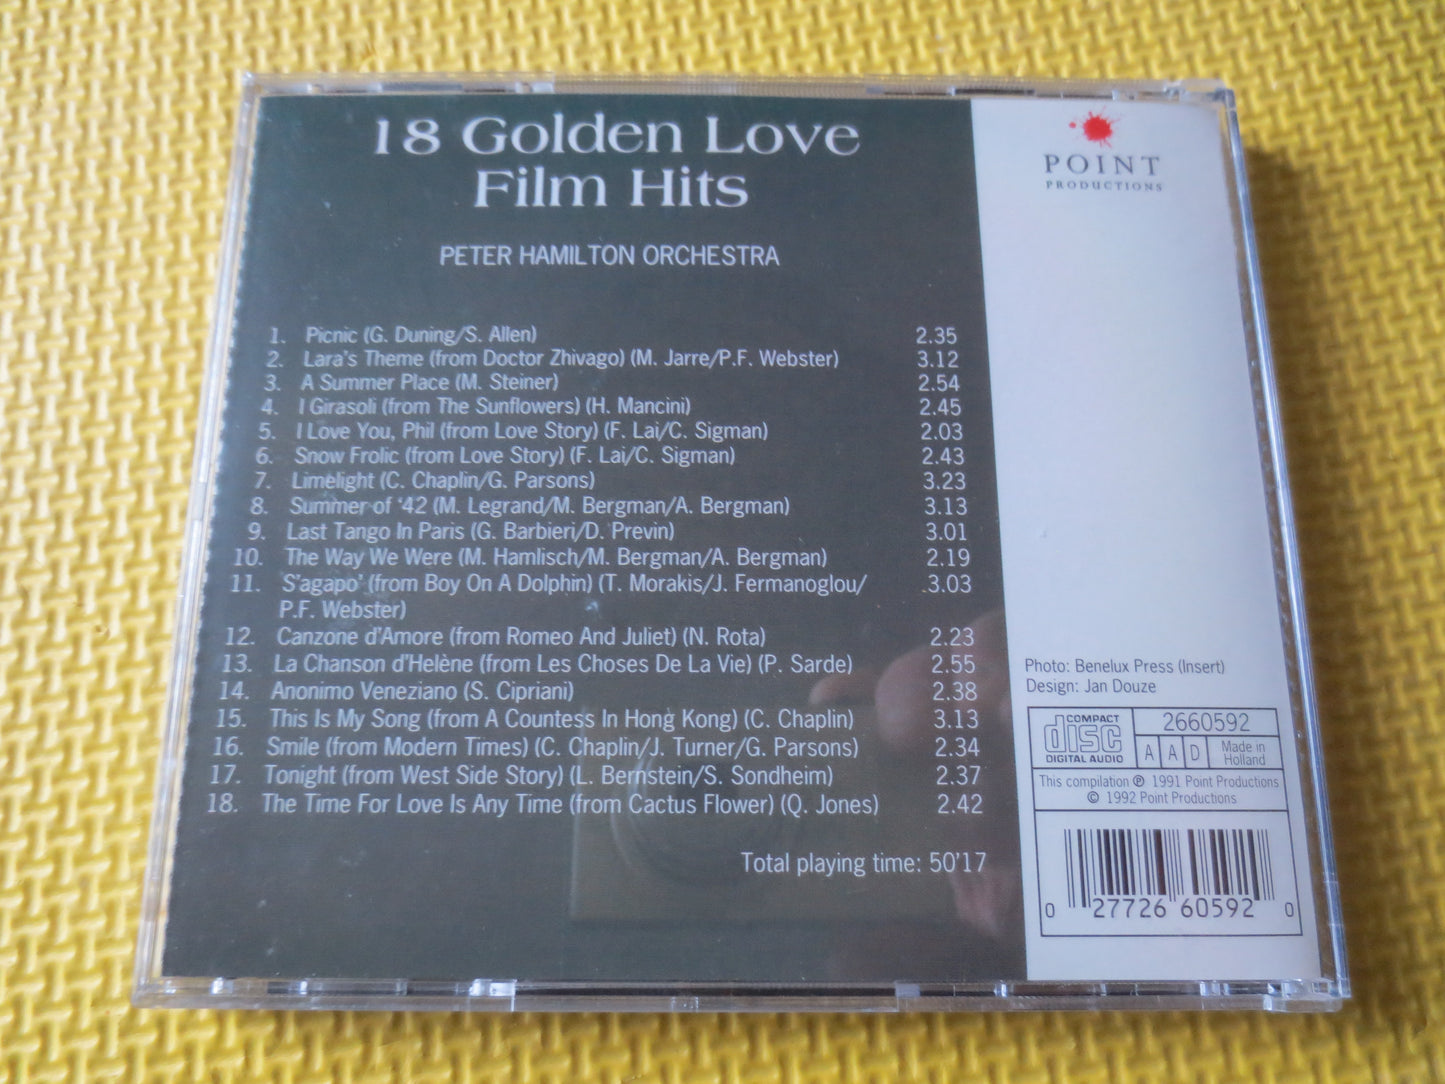 18 Golden Love
Film Hits
PETER HAMILTON ORCHESTRA
1. Picnic (G. Duning/S. Allen) 2.35
2. Lara's Theme (from Doctor Zhivago) (M. Jarre/P.F. Webster) 3.12
3. A Summer Place (M. Steiner) 2.54
4. I Girasoli (from The Sunflowers) (H. Mancini) 2.45
5. I Love You, Phil (from Love Story) (F. Lai/C. Sigman) 2.03
6. Snow Frolic (from Love Story) (F. Lai/C. Sigman) 2.43
7. Limelight (C. Chaplin/G. Parsons) 3.23
8. Summer of '42 (M. Legrand/M. Bergman/A. Bergman) 3.13
9. Last Tango In Paris (G. Barbieri/D. Previn) 3.01
10. The Way We Were (M. Hamlisch/M. Bergman/A. Bergman) 2.19
11. S'agapo' (from Boy On A Dolphin) (T. Morakis/J. Fermanoglou/ 3.03
P.F. Webster)
12. Canzone d'Amore (from Romeo And Juliet) (N. Rota) 2.23
13. La Chanson d'Helène (from Les Choses De La Vie) (P. Sarde) 2.55
14. Anonimo Veneziano (S. Cipriani) 2.38
15. This Is My Song (from A Countess In Hong Kong) (C. Chaplin) 3.13
16. Smile (from Modern Times) (C. Chaplin/J. Turner/G. Parsons) 2.34
17. Tonight (from West Side Story) (L. Bernstein/S. Sondheim) 2.37
18. The Time For Love Is Any Time (from Cactus Flower) (Q. Jones) 2.42
Total playing time: 50'17
POINT
PRODUCTIONS
Photo: Benelux Press (Insert)
Design: Jan Douze
COMPACT
disc
DIGITAL AUDIO
2660592
A A D
Made in
Holland
This compilation ℗ 1991 Point Productions
© 1992 Point Productions
0 27726 60592 0